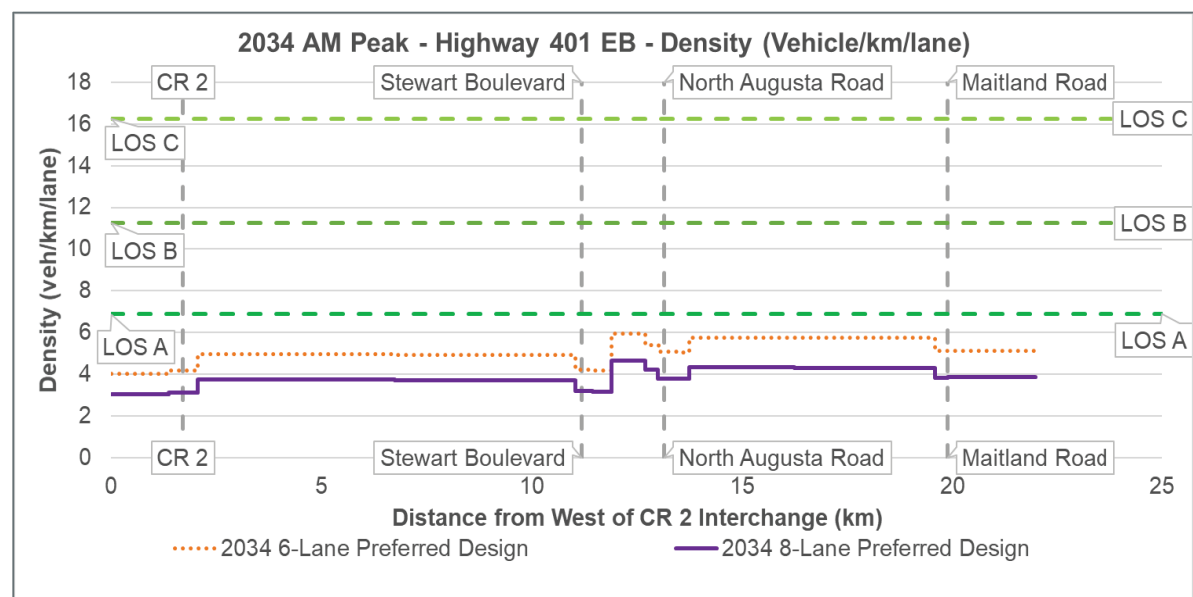 2034 AM Peak - Highway 401 EB - Density (Vehicle/km/lane)
CR 2
Stewart Boulevard
North Augusta Road
Maitland Road
18
16
14
12
10
8
6
4
2
0
Density (veh/km/lane)
LOS C
LOS C
LOS B
LOS B
LOS A
LOS A
CR 2
Stewart Boulevard
North Augusta Road
Maitland Road
0
5
10
15
20
25
Distance from West of CR 2 Interchange (km)
2034 6-Lane Preferred Design
2034 8-Lane Preferred Design